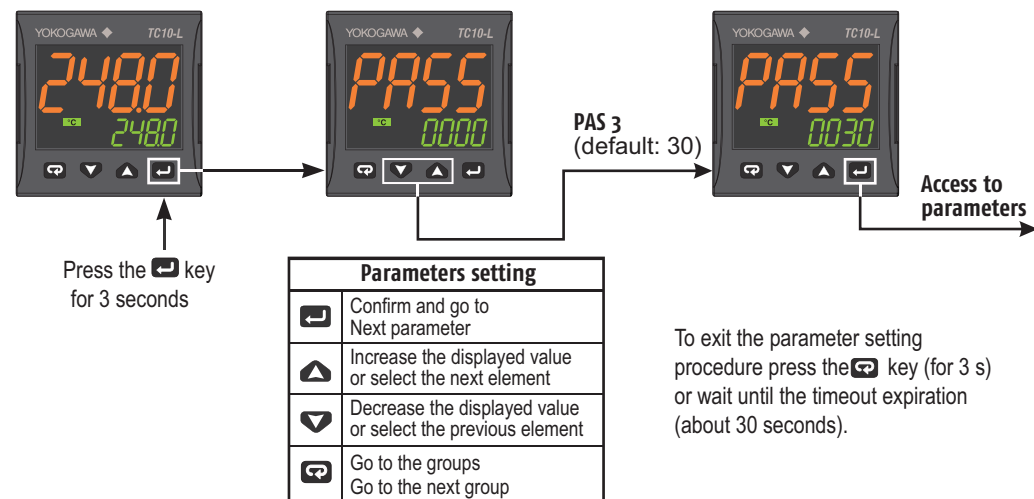 YOKOGAWA ◆ TC10-L
248.0
°C
248.0
YOKOGAWA ◆ TC10-L
PASS
°C
0000
PAS 3
(default: 30)
YOKOGAWA ◆ TC10-L
PASS
°C
0030
Access to
parameters
Press the key
for 3 seconds
Parameters setting
Confirm and go to
Next parameter
Increase the displayed value
or select the next element
Decrease the displayed value
or select the previous element
Go to the groups
Go to the next group
To exit the parameter setting
procedure press the key (for 3 s)
or wait until the timeout expiration
(about 30 seconds).